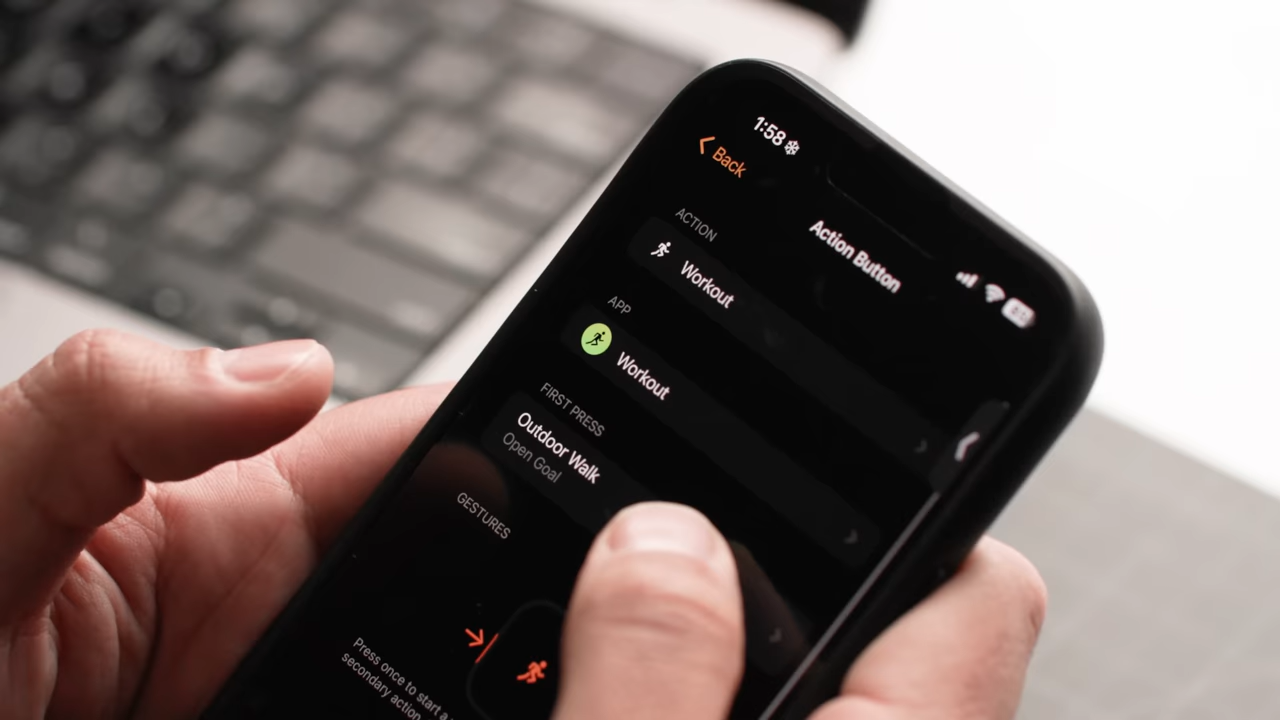 1:58
Back
Action Button
ACTION
Workout
APP
Workout
FIRST PRESS
Outdoor Walk
Open Goal
GESTURES
Press once to start a
secondary action